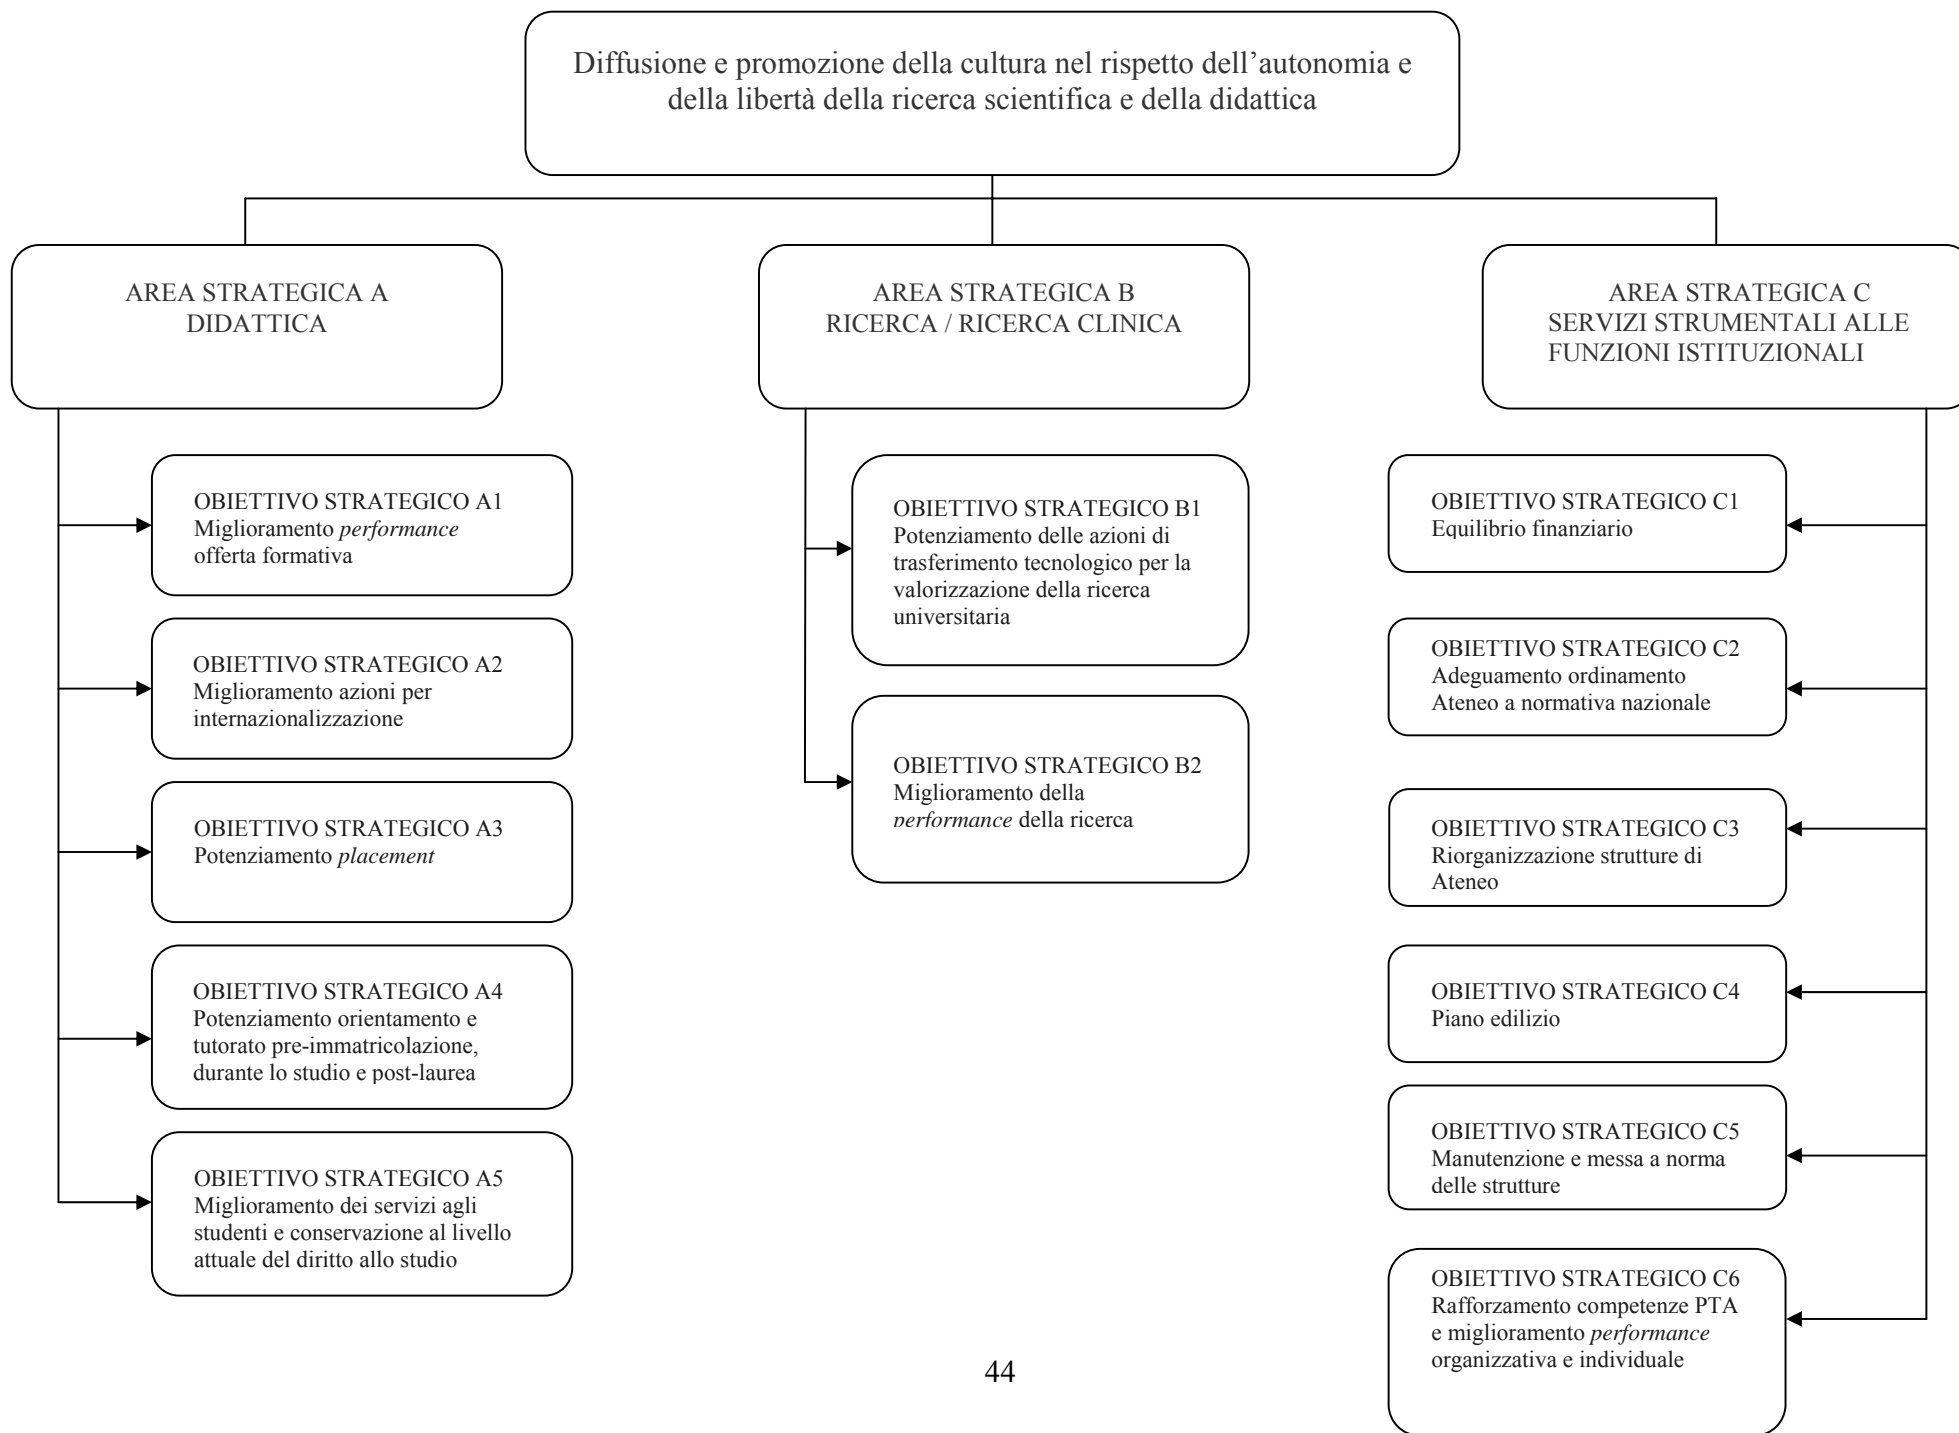 Diffusione e promozione della cultura nel rispetto dell’autonomia e
della libertà della ricerca scientifica e della didattica
AREA STRATEGICA A
DIDATTICA
AREA STRATEGICA B
RICERCA / RICERCA CLINICA
AREA STRATEGICA C
SERVIZI STRUMENTALI ALLE
FUNZIONI ISTITUZIONALI
OBIETTIVO STRATEGICO A1
Miglioramento performance
offerta formativa
OBIETTIVO STRATEGICO A2
Miglioramento azioni per
internazionalizzazione
OBIETTIVO STRATEGICO A3
Potenziamento placement
OBIETTIVO STRATEGICO A4
Potenziamento orientamento e
tutorato pre-immatricolazione,
durante lo studio e post-laurea
OBIETTIVO STRATEGICO A5
Miglioramento dei servizi agli
studenti e conservazione al livello
attuale del diritto allo studio
OBIETTIVO STRATEGICO B1
Potenziamento delle azioni di
trasferimento tecnologico per la
valorizzazione della ricerca
universitaria
OBIETTIVO STRATEGICO B2
Miglioramento della
performance della ricerca
OBIETTIVO STRATEGICO C1
Equilibrio finanziario
OBIETTIVO STRATEGICO C2
Adeguamento ordinamento
Ateneo a normativa nazionale
OBIETTIVO STRATEGICO C3
Riorganizzazione strutture di
Ateneo
OBIETTIVO STRATEGICO C4
Piano edilizio
OBIETTIVO STRATEGICO C5
Manutenzione e messa a norma
delle strutture
OBIETTIVO STRATEGICO C6
Rafforzamento competenze PTA
e miglioramento performance
organizzativa e individuale
44